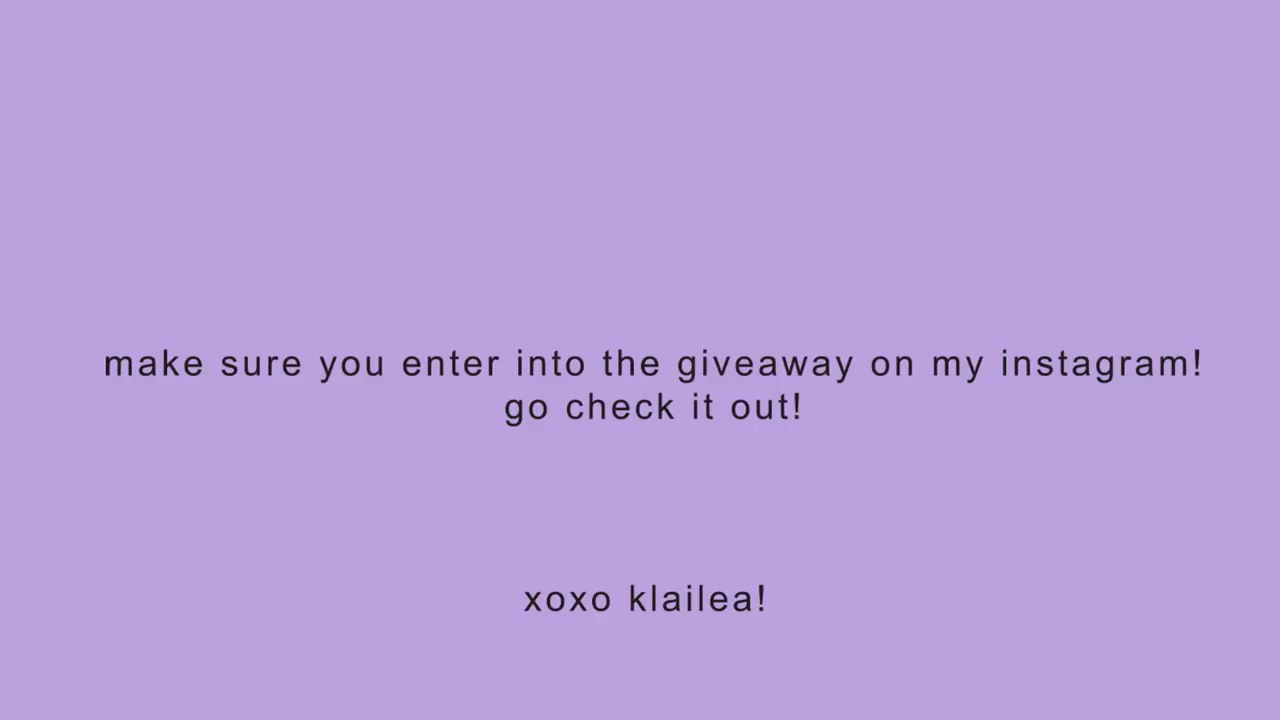 make sure you enter into the giveaway on my instagram!
go check it out!
xoxo klailea!